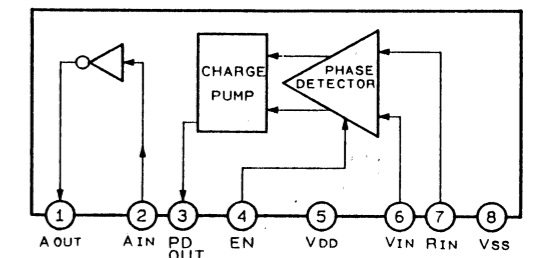 CHARGE
PUMP
PHASE
DETECTOR
1 2 3 4 5 6 7 8
A OUT A IN PD OUT EN VDD VIN RIN VSS